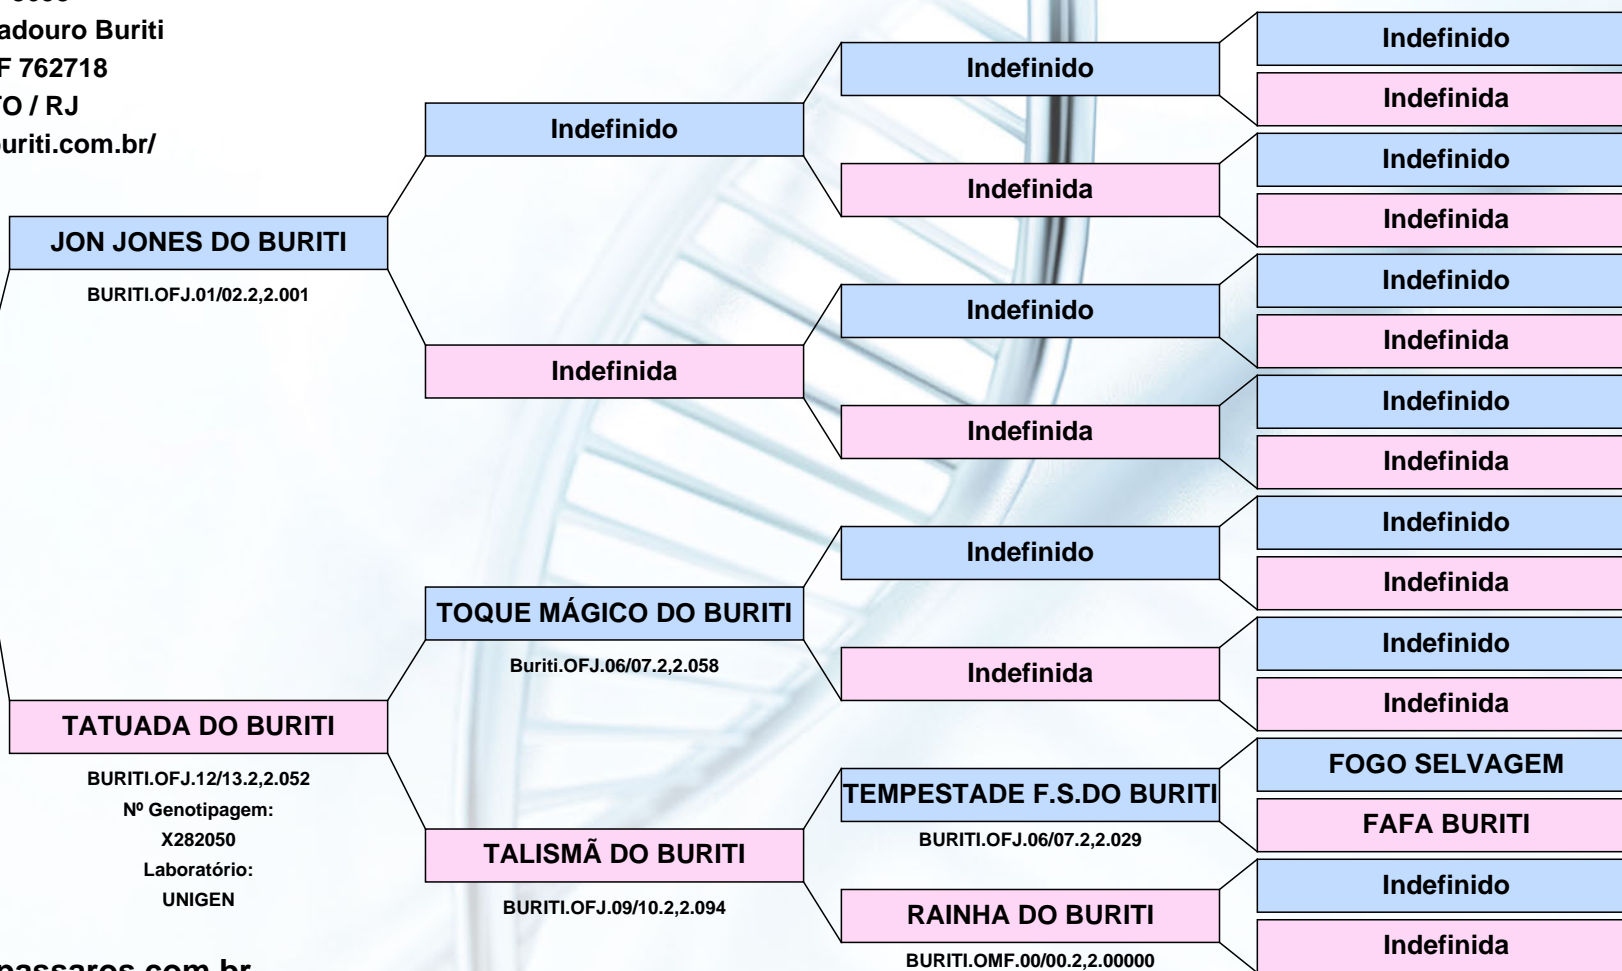 adouro Buriti
F 762718
TO / RJ
buriti.com.br/
JON JONES DO BURITI
BURITI.OFJ.01/02.2,2.001
TATUADA DO BURITI
BURITI.OFJ.12/13.2,2.052
Nº Genotipagem:
X282050
Laboratório:
UNIGEN
passaros.com.br
Indefinido
Indefinida
TOQUE MÁGICO DO BURITI
Buriti.OFJ.06/07.2,2.058
TALISMÃ DO BURITI
BURITI.OFJ.09/10.2,2.094
Indefinido
Indefinida
Indefinido
Indefinida
Indefinido
Indefinida
TEMPESTADE F.S.DO BURITI
BURITI.OFJ.06/07.2,2.029
RAINHA DO BURITI
BURITI.OMF.00/00.2,2.00000
Indefinido
Indefinida
Indefinido
Indefinida
Indefinido
Indefinida
Indefinido
Indefinida
Indefinido
Indefinida
Indefinido
Indefinida
FOGO SELVAGEM
FAFA BURITI
Indefinido
Indefinida